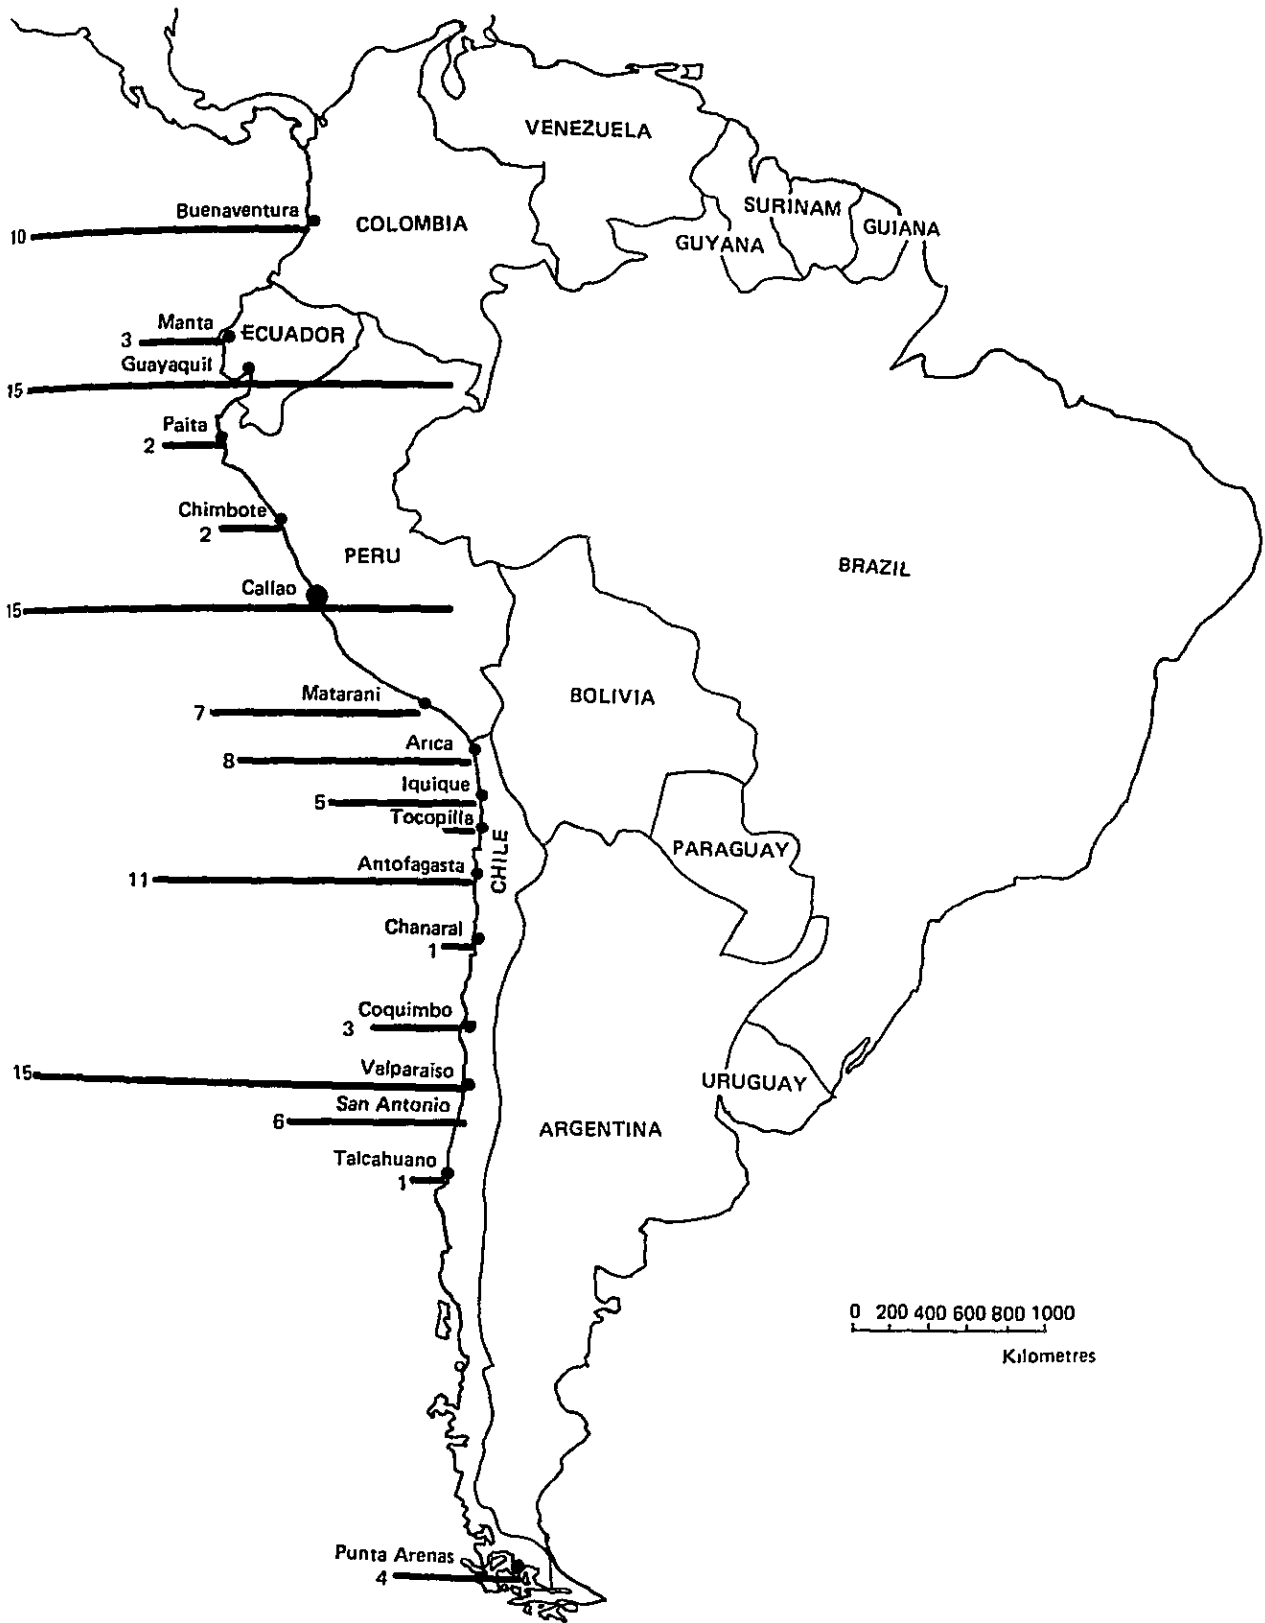 VENEZUELA
SURINAM
GUIANA
GUYANA
Buenaventura
COLOMBIA
10
Manta
ECUADOR
3
Guayaquil
15
Paita
2
Chimbote
2
PERU
BRAZIL
Callao
15
Matarani
BOLIVIA
7
Arica
8
Iquique
5
Tocopilla
CHILE
PARAGUAY
Antofagasta
11
Chanaral
1
Coquimbo
3
Valparaiso
15
URUGUAY
San Antonio
6
ARGENTINA
Talcahuano
1
0 200 400 600 800 1000
Kilometres
Punta Arenas
4